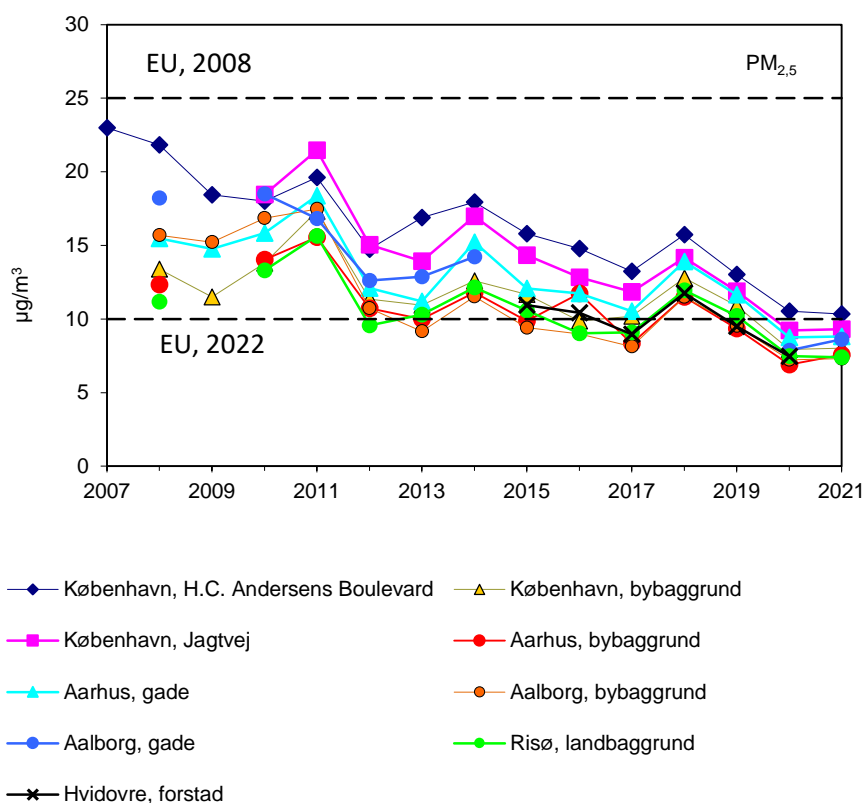 30
25
20
15
10
5
0
µg/m³
EU, 2008
PM2,5
EU, 2022
2007 2009 2011 2013 2015 2017 2019 2021
København, H.C. Andersens Boulevard
København, bybaggrund
København, Jagtvej
Aarhus, bybaggrund
Aarhus, gade
Aalborg, bybaggrund
Aalborg, gade
Risø, landbaggrund
Hvidovre, forstad